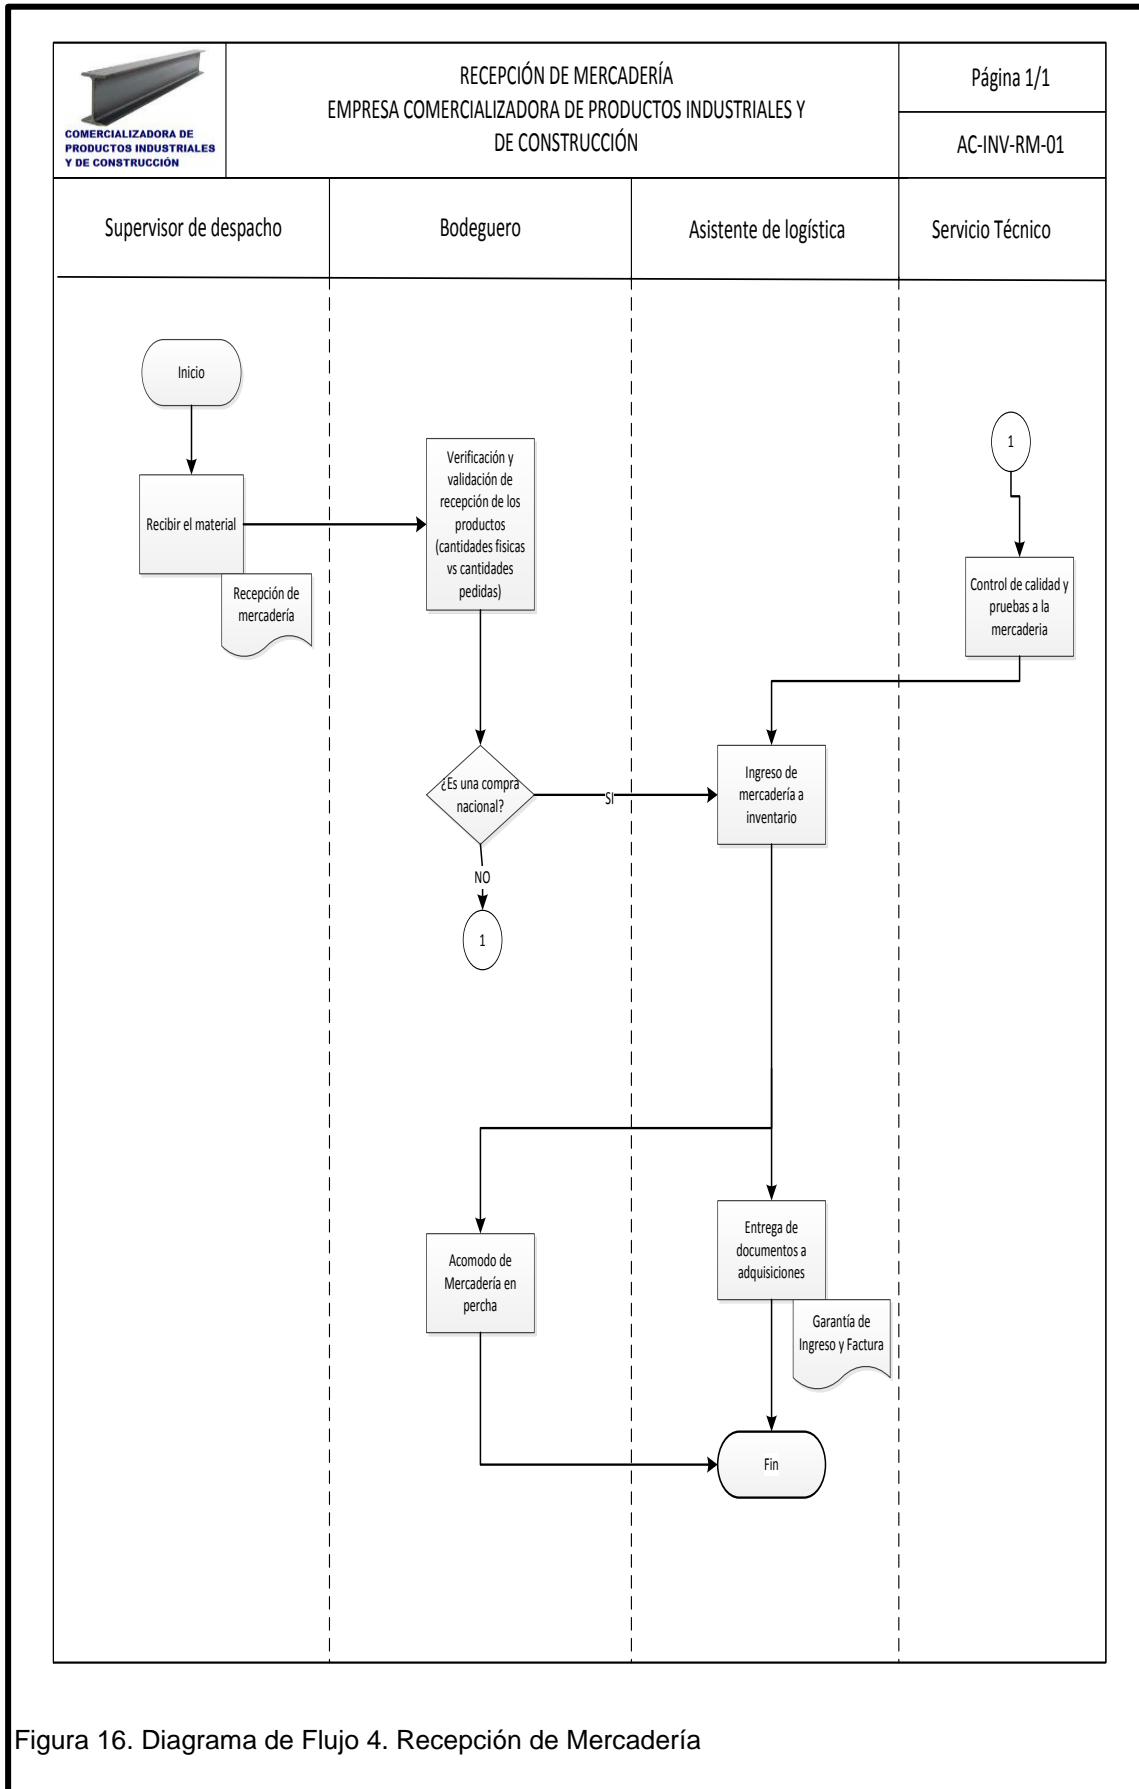 COMERCIALIZADORA DE
PRODUCTOS INDUSTRIALES
Y DE CONSTRUCCIÓN
RECEPCIÓN DE MERCADERÍA
EMPRESA COMERCIALIZADORA DE PRODUCTOS INDUSTRIALES Y
DE CONSTRUCCIÓN
Página 1/1
AC-INV-RM-01
Supervisor de despacho
Bodeguero
Asistente de logística
Servicio Técnico
Inicio
Recibir el material
Recepción de
mercadería
Verificación y
validación de
recepción de los
productos
(cantidades fisicas
vs cantidades
pedidas)
1
Control de calidad y
pruebas a la
mercaderia
¿Es una compra
nacional?
SI
NO
1
Ingreso de
mercadería a
inventario
Acomodo de
Mercadería en
percha
Entrega de
documentos a
adquisiciones
Garantía de
Ingreso y Factura
Fin
Figura 16. Diagrama de Flujo 4. Recepción de Mercadería